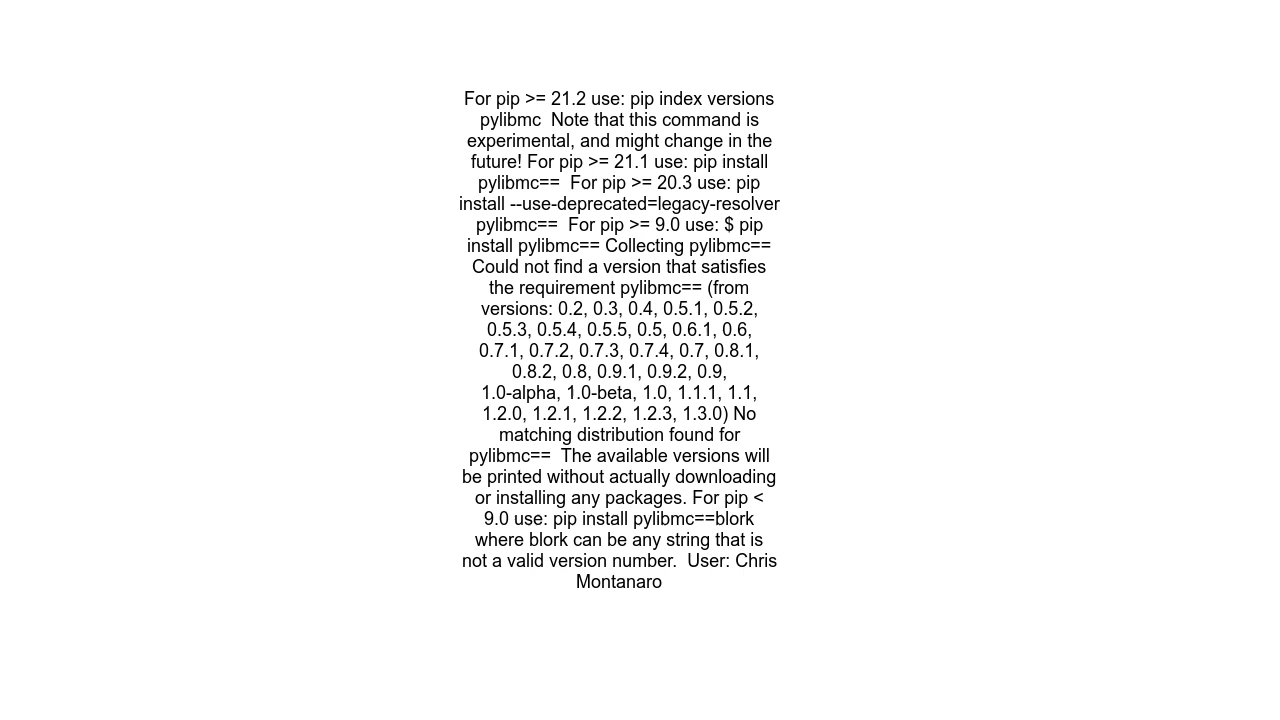 For pip >= 21.2 use: pip index versions
pylibmc  Note that this command is
experimental, and might change in the
future! For pip >= 21.1 use: pip install
pylibmc==  For pip >= 20.3 use: pip
install --use-deprecated=legacy-resolver
pylibmc==  For pip >= 9.0 use: $ pip
install pylibmc== Collecting pylibmc==
Could not find a version that satisfies
the requirement pylibmc== (from
versions: 0.2, 0.3, 0.4, 0.5.1, 0.5.2,
0.5.3, 0.5.4, 0.5.5, 0.5, 0.6.1, 0.6,
0.7.1, 0.7.2, 0.7.3, 0.7.4, 0.7, 0.8.1,
0.8.2, 0.8, 0.9.1, 0.9.2, 0.9,
1.0-alpha, 1.0-beta, 1.0, 1.1.1, 1.1,
1.2.0, 1.2.1, 1.2.2, 1.2.3, 1.3.0) No
matching distribution found for
pylibmc==  The available versions will
be printed without actually downloading
or installing any packages. For pip <
9.0 use: pip install pylibmc==blork
where blork can be any string that is
not a valid version number.  User: Chris
Montanaro